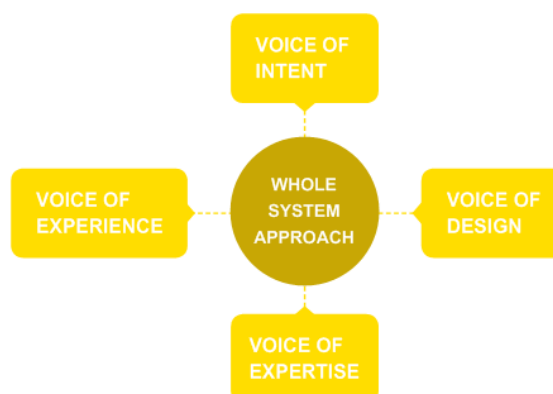 VOICE OF
INTENT
VOICE OF
EXPERIENCE
WHOLE
SYSTEM
APPROACH
VOICE OF
DESIGN
VOICE OF
EXPERTISE